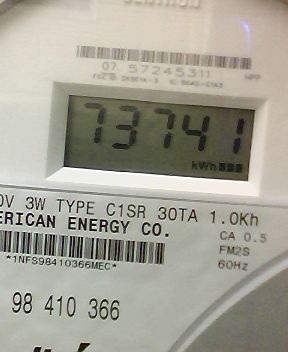 07 57245311
73741
kWh
0V 3W TYPE C1SR 30TA 1.0Kh
ERICAN ENERGY CO.
CA 0.5
FM2S
60Hz
*1NFS98410366MEC*
98 410 366